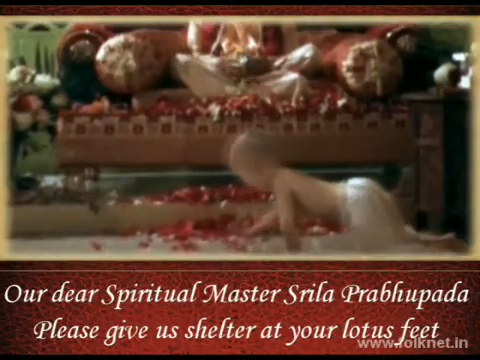 Our dear Spiritual Master Srila Prabhupada
Please give us shelter at your lotus feet
www.folknet.in